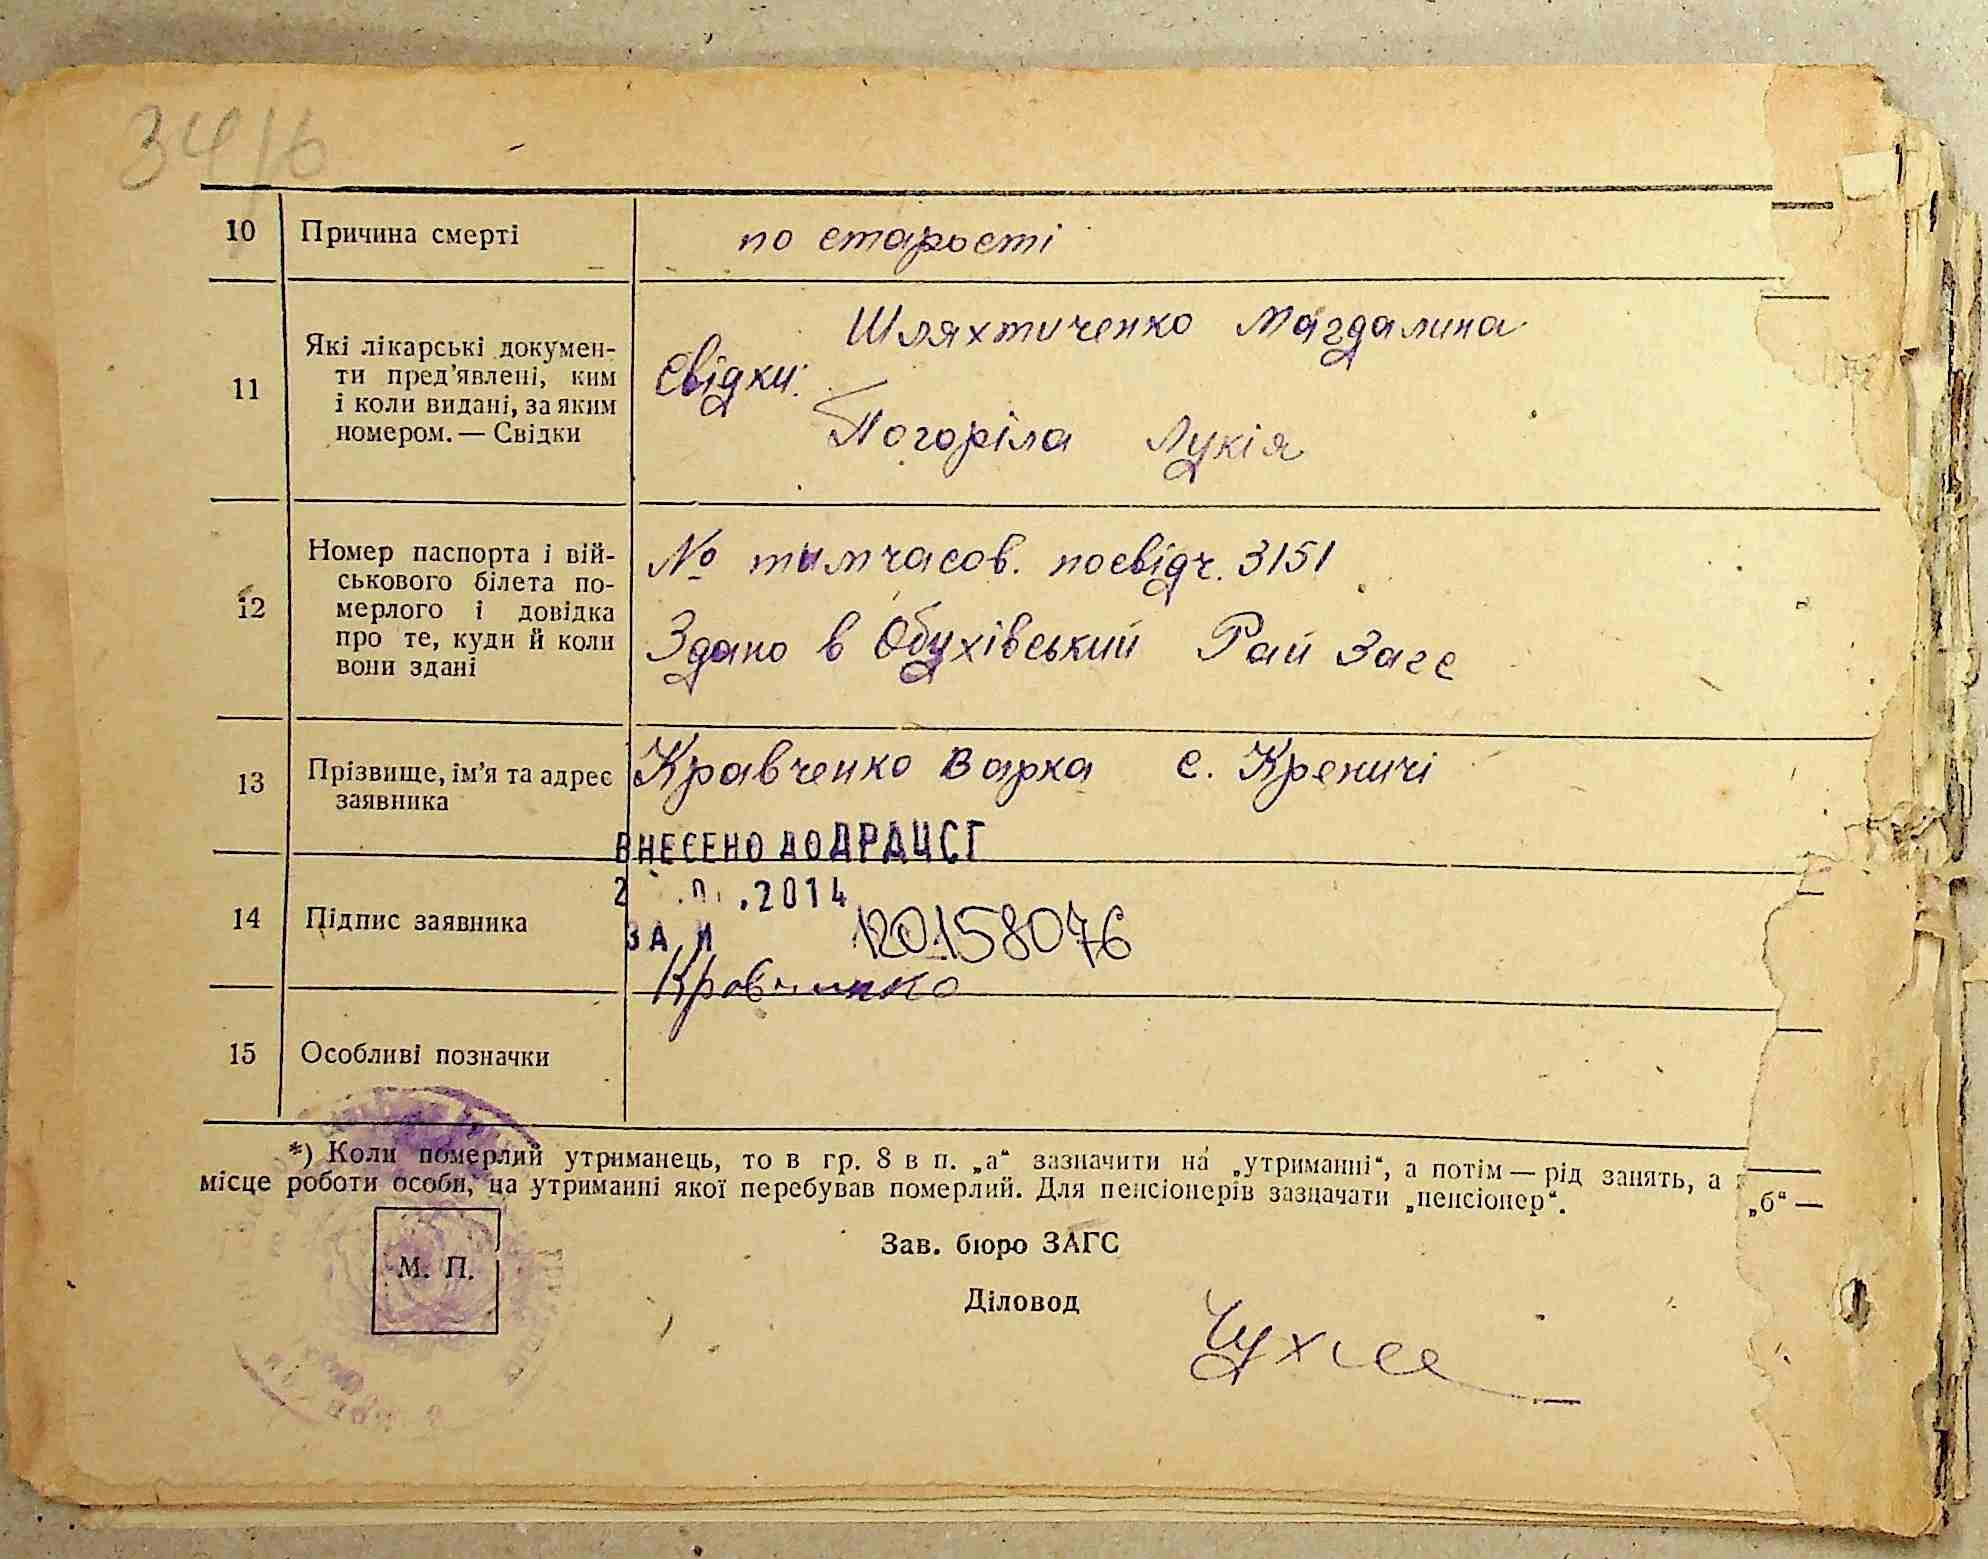 34/6
10 Причина смерті по старості
11 Які лікарські докумен-
ти пред'явлені, ким
і коли видані, за яким
номером. — Свідки
Шляхтиченко Магдалина
Свідки:
Погоріла Лукія
12 Номер паспорта і вій-
ськового білета по-
мерлого і довідка
про те, куди й коли
вони здані
№ тимчасов. посвідч. 3151
Здано в Обухівський Рай Загс
13 Прізвище, ім'я та адрес
заявника
Кравченко Варка с. Креничі
ВНЕСЕНО ДО ДРАЦСГ
2 .2014
ЗА 120158076
14 Підпис заявника
Кравченко
15 Особливі позначки
*) Коли померлий утриманець, то в гр. 8 в п. „а“ зазначити на „утриманні“, а потім — рід занять, а
„б“ —
місце роботи особи, на утриманні якої перебував померлий. Для пенсіонерів зазначати „пенсіонер“.
М. П.
Зав. бюро ЗАГС
Діловод